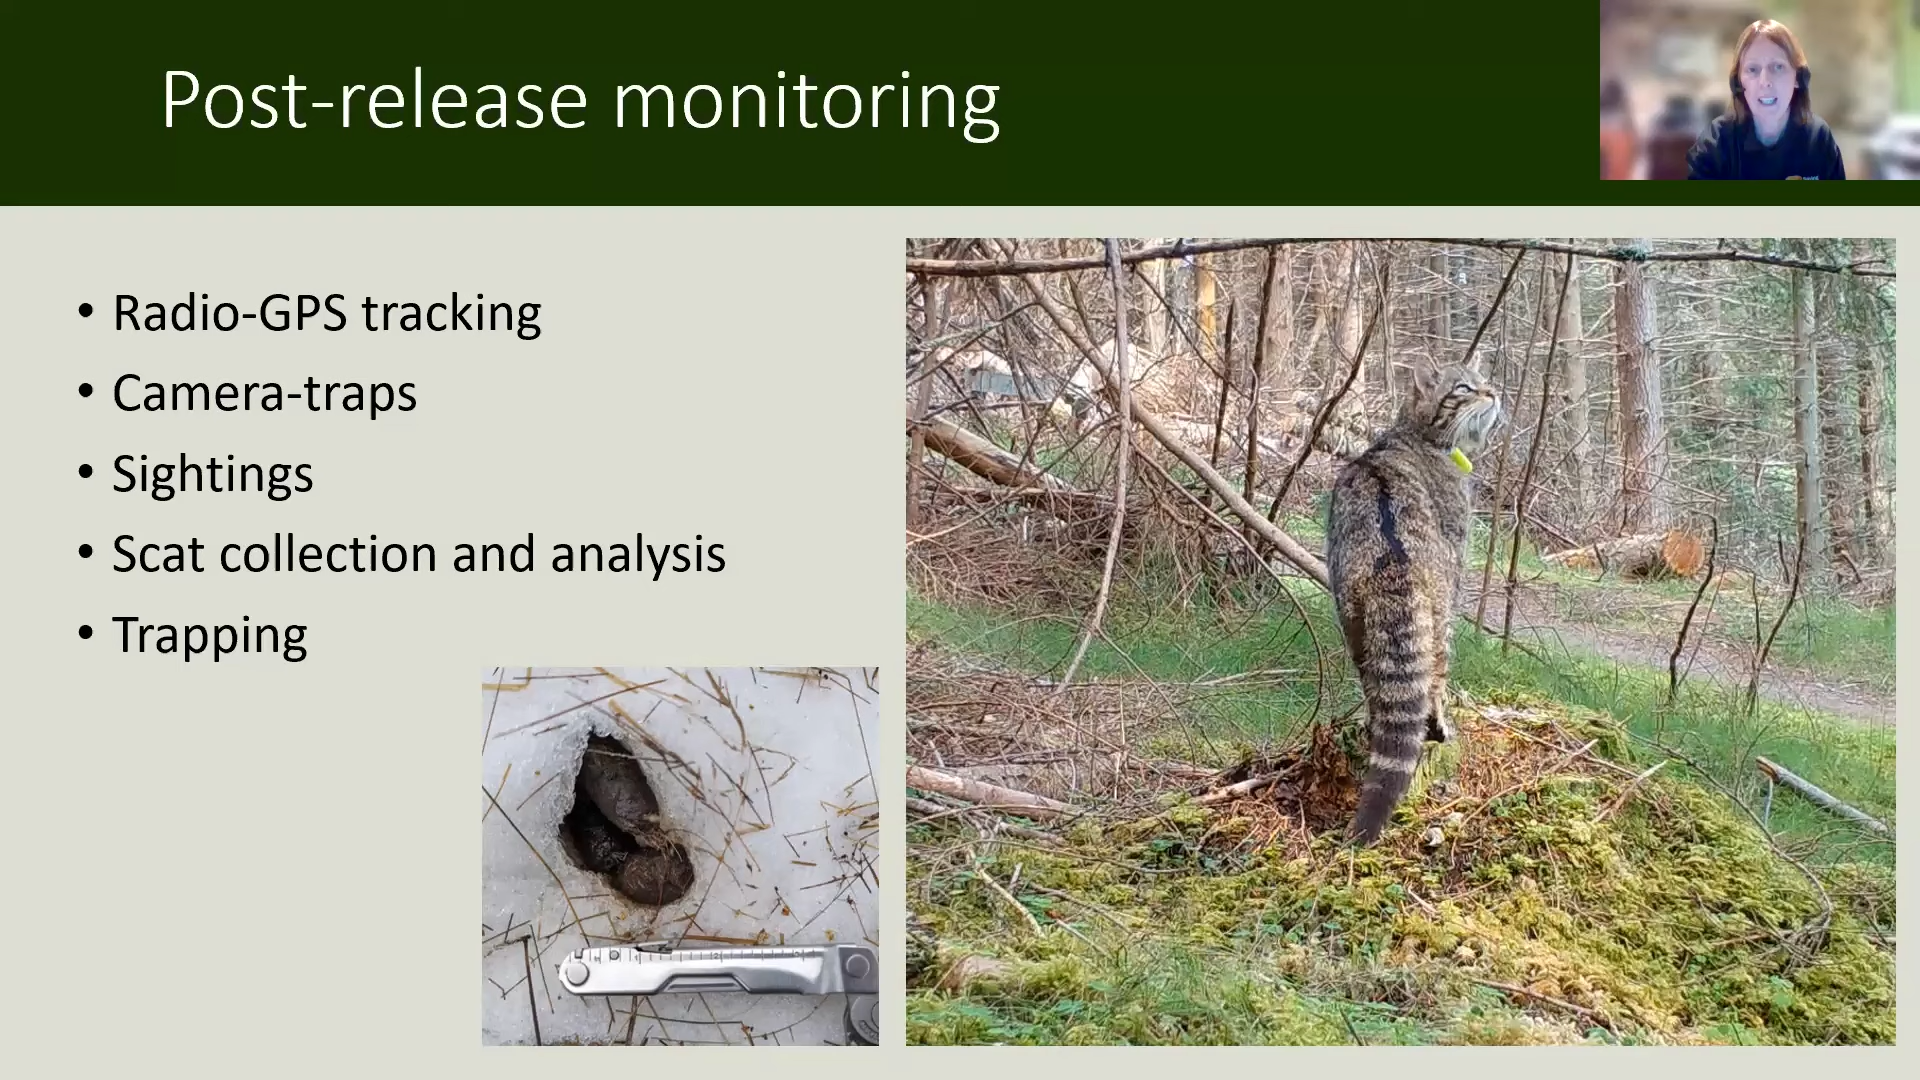 Post-release monitoring
• Radio-GPS tracking
• Camera-traps
• Sightings
• Scat collection and analysis
• Trapping